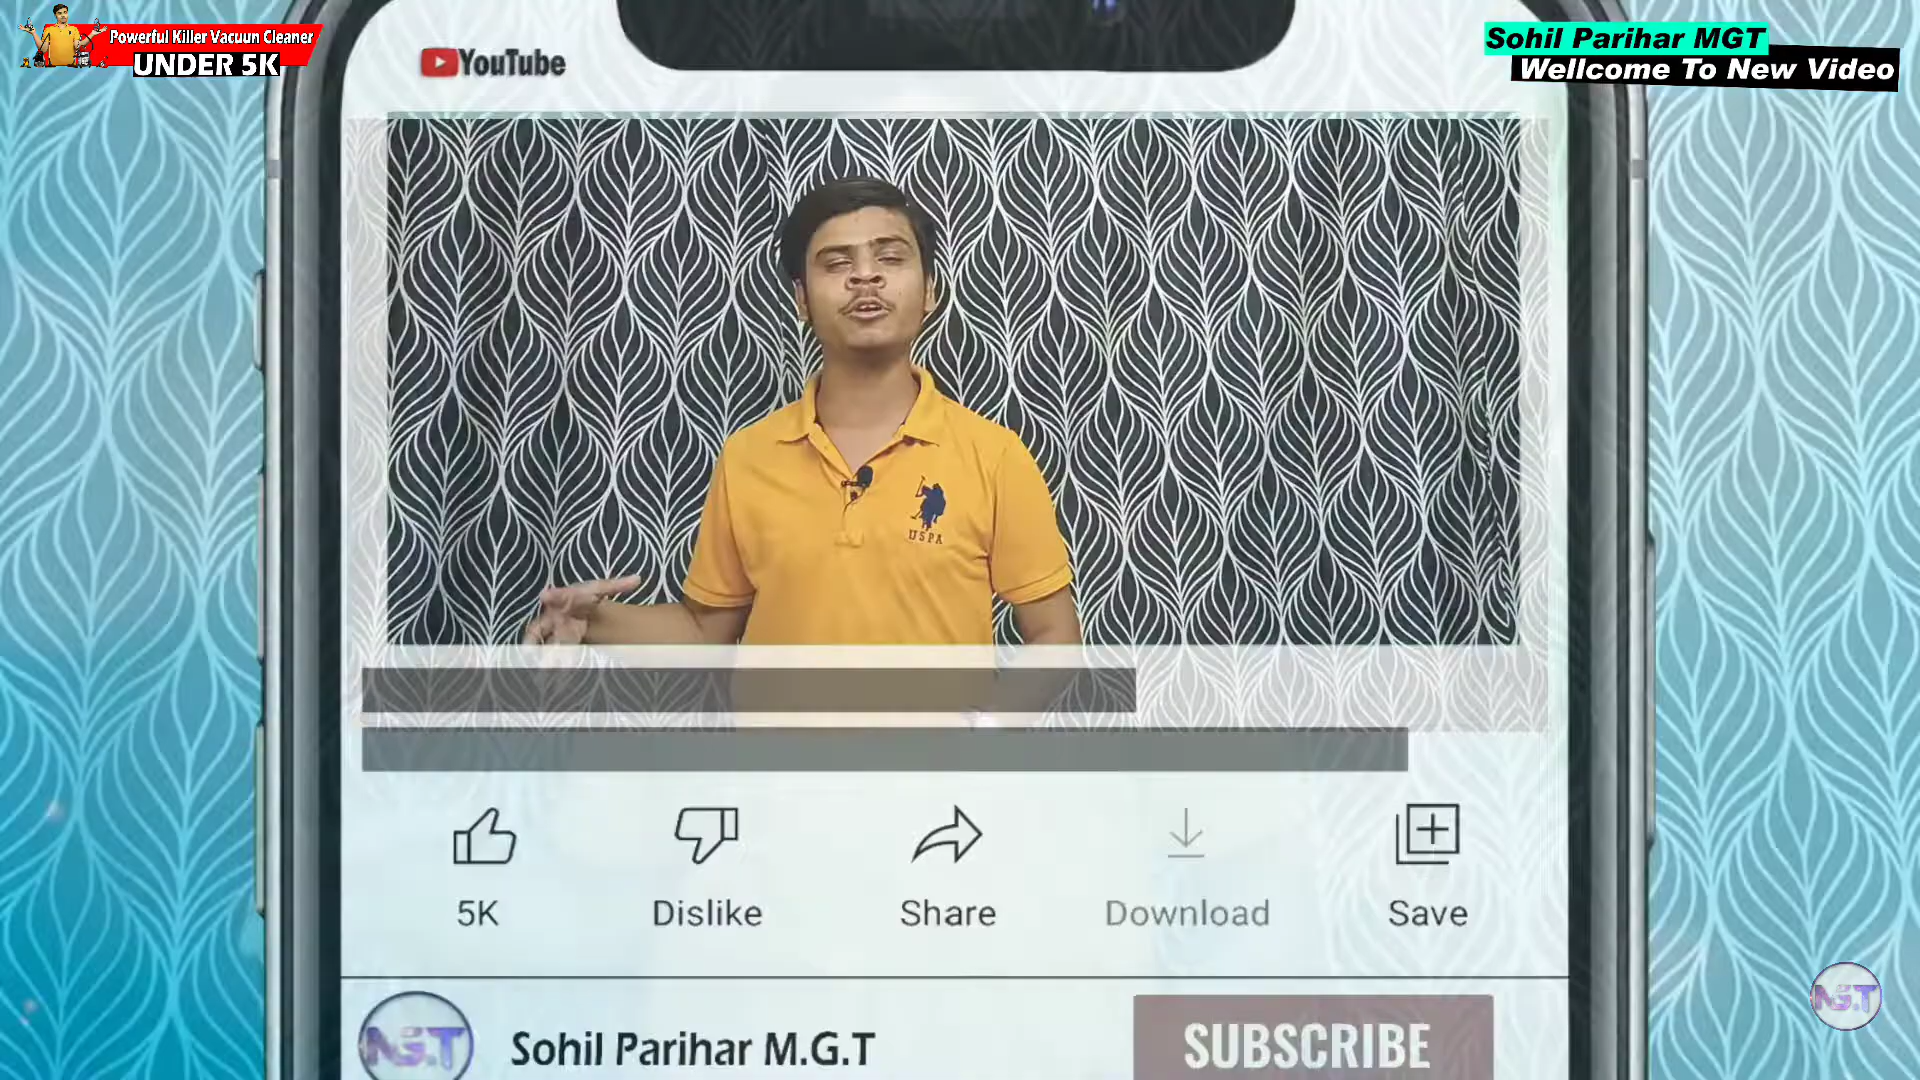 Powerful Killer Vacuun Cleaner
UNDER 5K
YouTube
Sohil Parihar MGT
Wellcome To New Video
USPA
5K
Dislike
Share
Download
Save
M.G.T
Sohil Parihar M.G.T
SUBSCRIBE
M.G.T